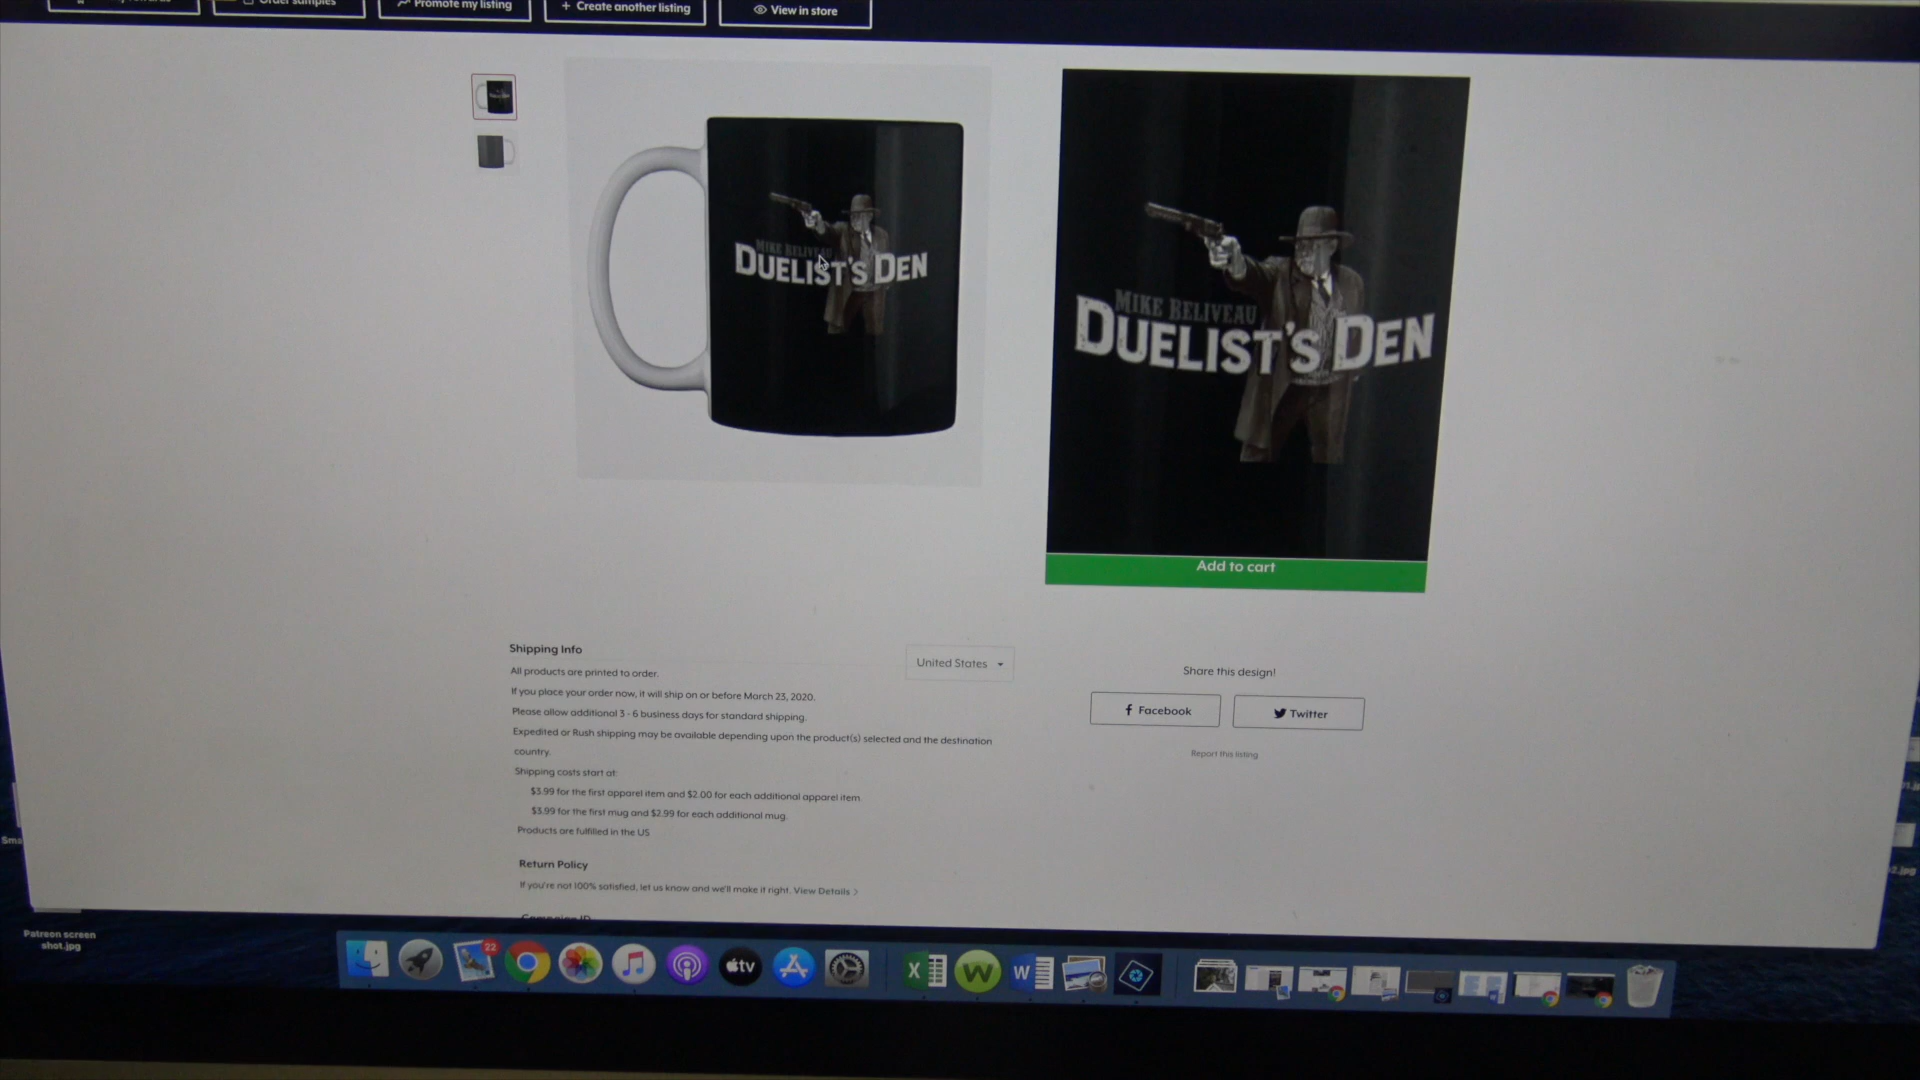 Order samples
Promote my listing
+ Create another listing
View in store
MIKE BELIVEAU
DUELIST'S DEN
MIKE BELIVEAU
DUELIST'S DEN
Add to cart
Shipping Info
United States
All products are printed to order.
If you place your order now, it will ship on or before March 23, 2020.
Please allow additional 3 - 6 business days for standard shipping.
Expedited or Rush shipping may be available depending upon the product(s) selected and the destination
country.
Shipping costs start at:
$3.99 for the first apparel item and $2.00 for each additional apparel item
$3.99 for the first mug and $2.99 for each additional mug.
Products are fulfilled in the US
Return Policy
If you're not 100% satisfied, let us know and we'll make it right. View Details >
Campaign ID
Share this design!
Facebook
Twitter
Report this listing
Patreon screen
shot.jpg
22
tv
X
W
W